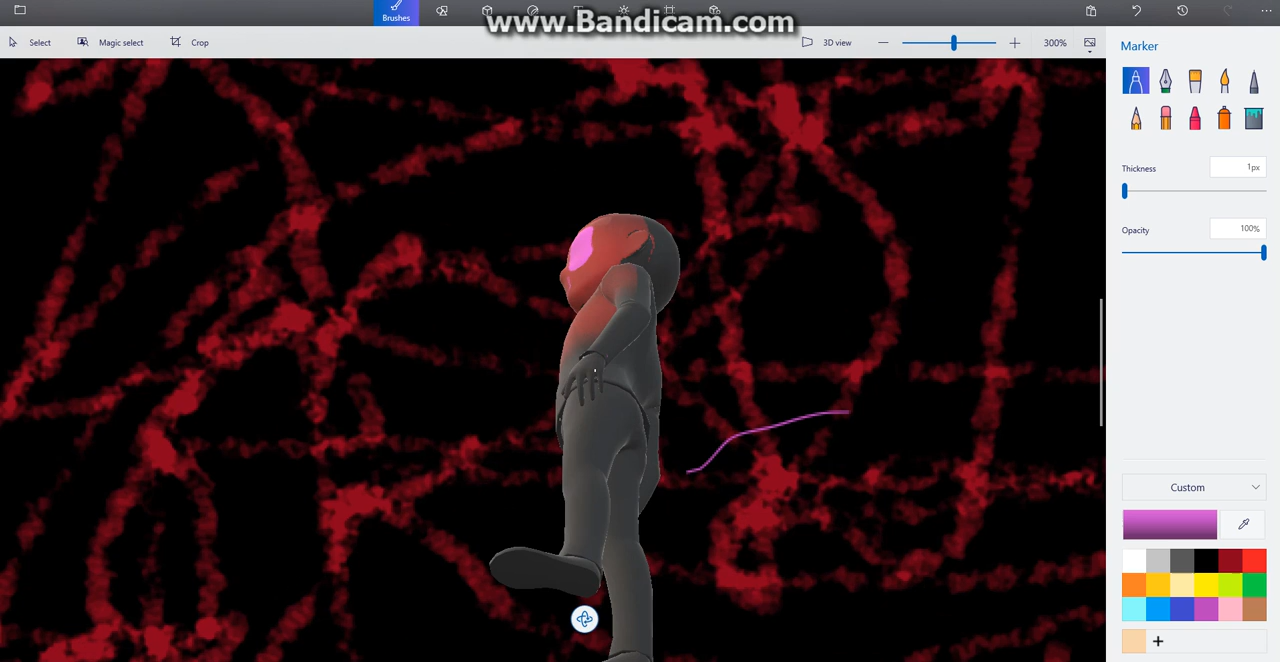 www.Bandicam.com
Brushes
Select Magic select Crop 3D view 300%
Marker
Thickness 1px
Opacity 100%
Custom